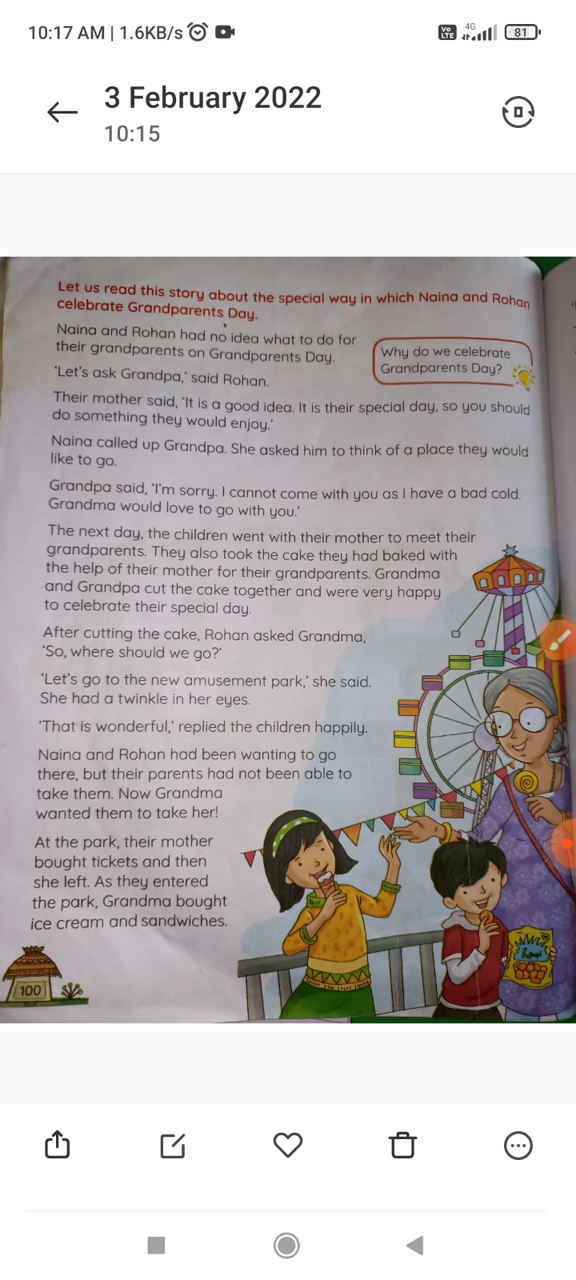 10:17 AM | 1.6KB/s
Vo
LTE
4G
81
3 February 2022
10:15
Let us read this story about the special way in which Naina and Rohan
celebrate Grandparents Day.
Naina and Rohan had no idea what to do for
their grandparents on Grandparents Day.
Why do we celebrate
Grandparents Day?
'Let's ask Grandpa,' said Rohan.
Their mother said, 'It is a good idea. It is their special day, so you should
do something they would enjoy.'
Naina called up Grandpa. She asked him to think of a place they would
like to go.
Grandpa said, 'I'm sorry. I cannot come with you as I have a bad cold.
Grandma would love to go with you.'
The next day, the children went with their mother to meet their
grandparents. They also took the cake they had baked with
the help of their mother for their grandparents. Grandma
and Grandpa cut the cake together and were very happy
to celebrate their special day.
After cutting the cake, Rohan asked Grandma,
'So, where should we go?'
'Let's go to the new amusement park,' she said.
She had a twinkle in her eyes.
'That is wonderful,' replied the children happily.
Naina and Rohan had been wanting to go
there, but their parents had not been able to
take them. Now Grandma
wanted them to take her!
At the park, their mother
bought tickets and then
she left. As they entered
the park, Grandma bought
ice cream and sandwiches.
100